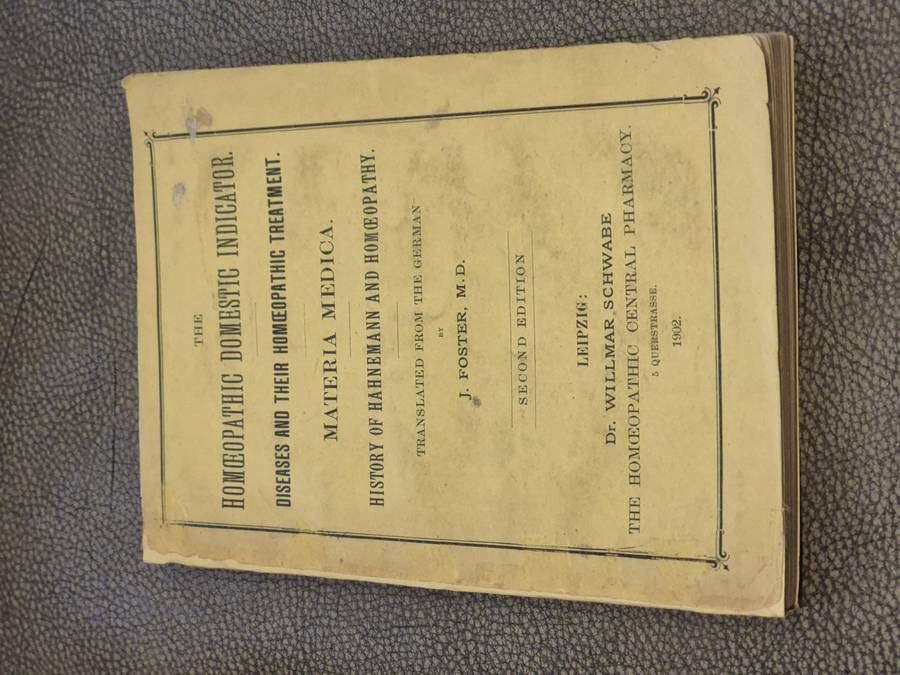 THE
HOMŒOPATHIC DOMESTIC INDICATOR.
DISEASES AND THEIR HOMŒOPATHIC TREATMENT.
MATERIA MEDICA.
HISTORY OF HAHNEMANN AND HOMŒOPATHY.
TRANSLATED FROM THE GERMAN
BY
J. FOSTER, M.D.
SECOND EDITION
LEIPZIG:
Dr. WILLMAR SCHWABE
THE HOMŒOPATHIC CENTRAL PHARMACY.
5 QUERSTRASSE.
1902.